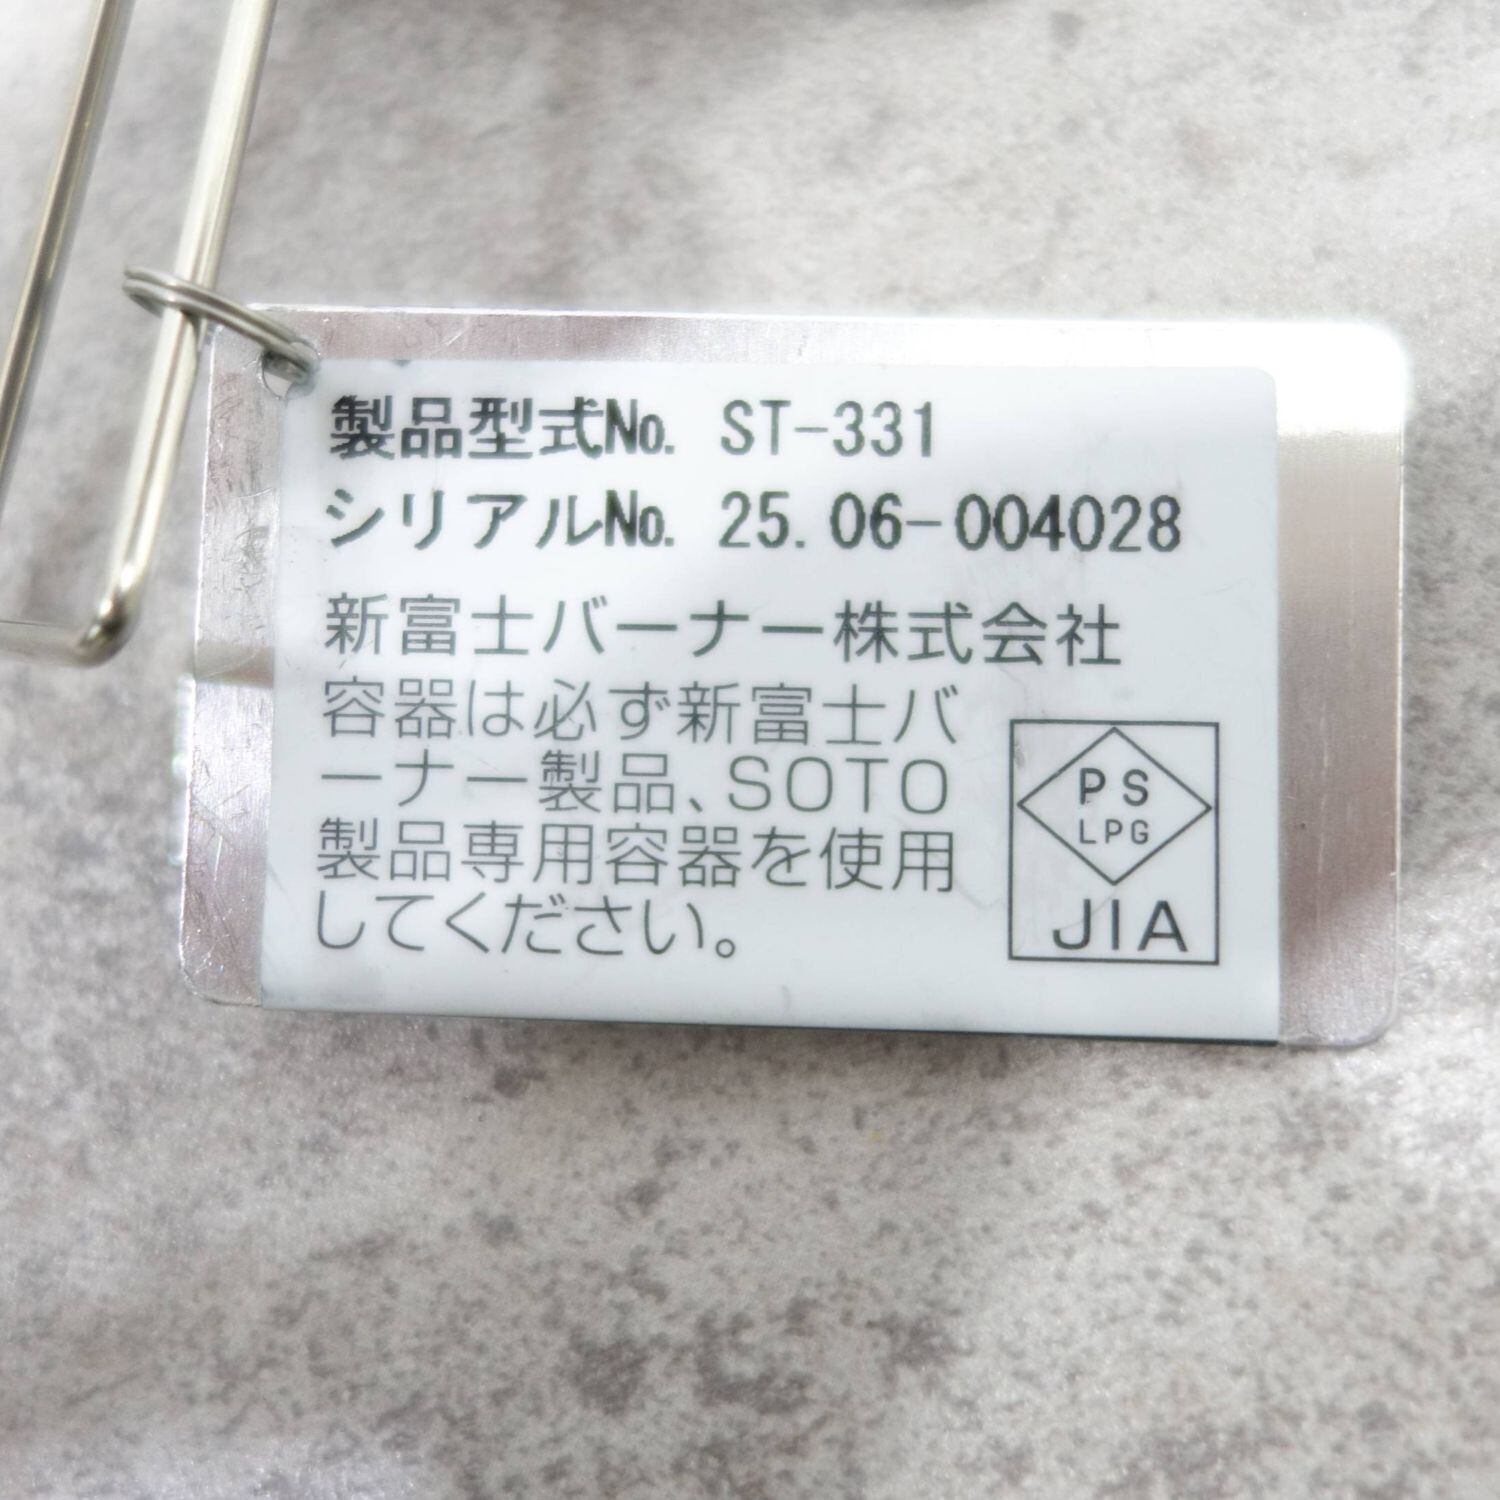 製品型式No. ST-331
シリアルNo. 25.06-004028
新富士バーナー株式会社
容器は必ず新富士バ
ーナー製品、SOTO
製品専用容器を使用
してください。
PS
LPG
JIA